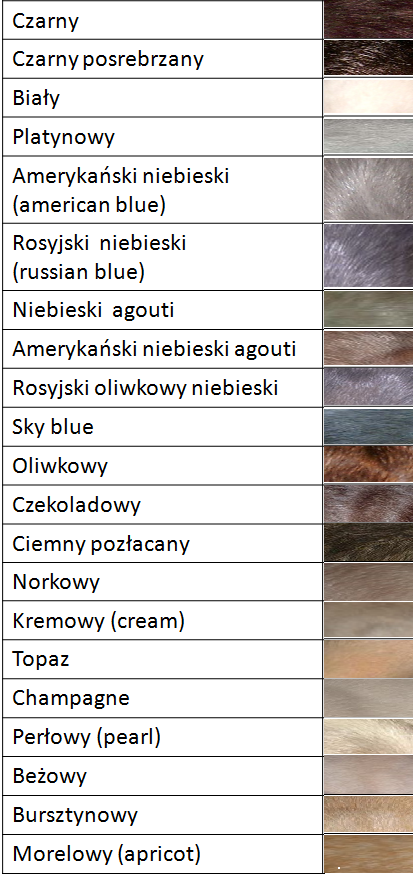 Czarny
Czarny posrebrzany
Biały
Platynowy
Amerykański niebieski
(american blue)
Rosyjski niebieski
(russian blue)
Niebieski agouti
Amerykański niebieski agouti
Rosyjski oliwkowy niebieski
Sky blue
Oliwkowy
Czekoladowy
Ciemny pozłacany
Norkowy
Kremowy (cream)
Topaz
Champagne
Perłowy (pearl)
Beżowy
Bursztynowy
Morelowy (apricot)